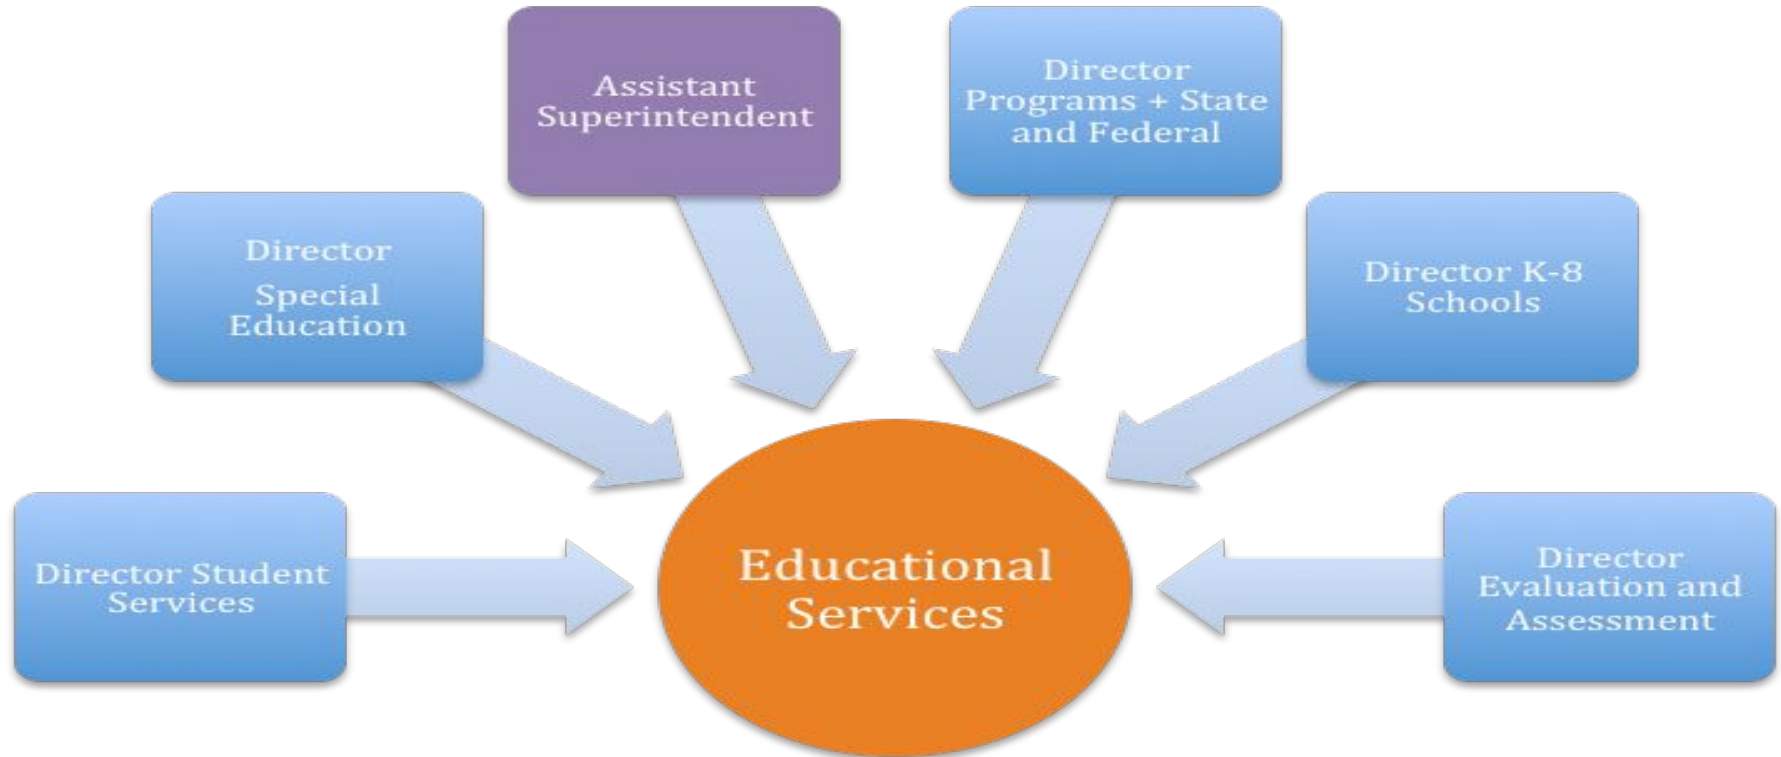 Assistant
Superintendent
Director
Programs + State
and Federal
Director
Special
Education
Director K-8
Schools
Director Student
Services
Educational
Services
Director
Evaluation and
Assessment